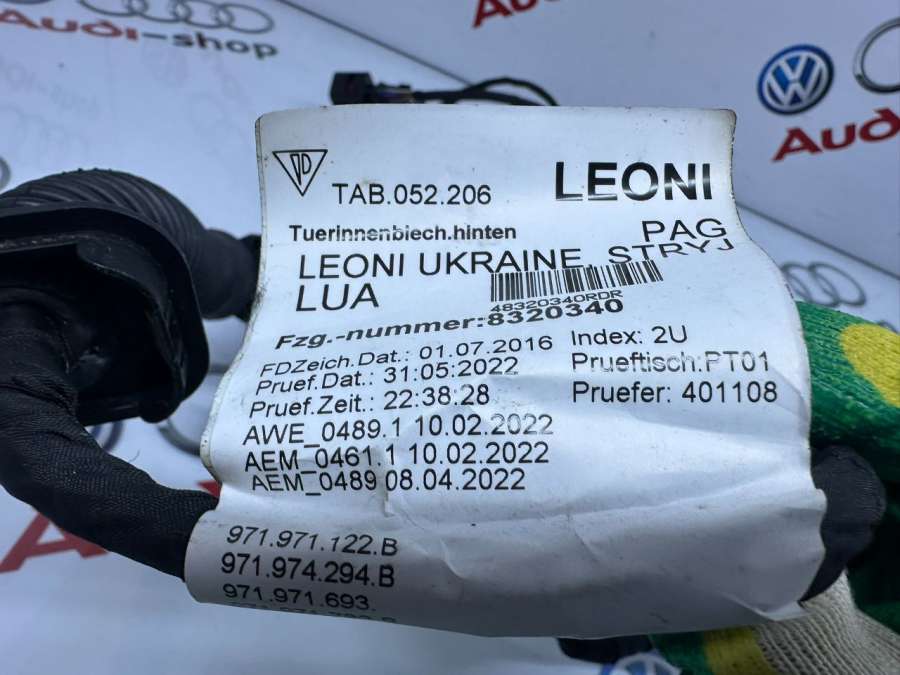 Audi-shop
Audi
TAB.052.206
LEONI
Tuerinnenblech.hinten
PAG
LEONI UKRAINE STRYJ
LUA
48320340RDR
Fzg.-nummer:8320340
FDZeich.Dat.: 01.07.2016
Index: 2U
Pruef.Dat.: 31.05.2022
Prueftisch:PT01
Pruef.Zeit.: 22:38:28
Pruefer: 401108
AWE_0489.1 10.02.2022
AEM_0461.1 10.02.2022
AEM_0489 08.04.2022
971.971.122.B
971.974.294.B
971.971.693.